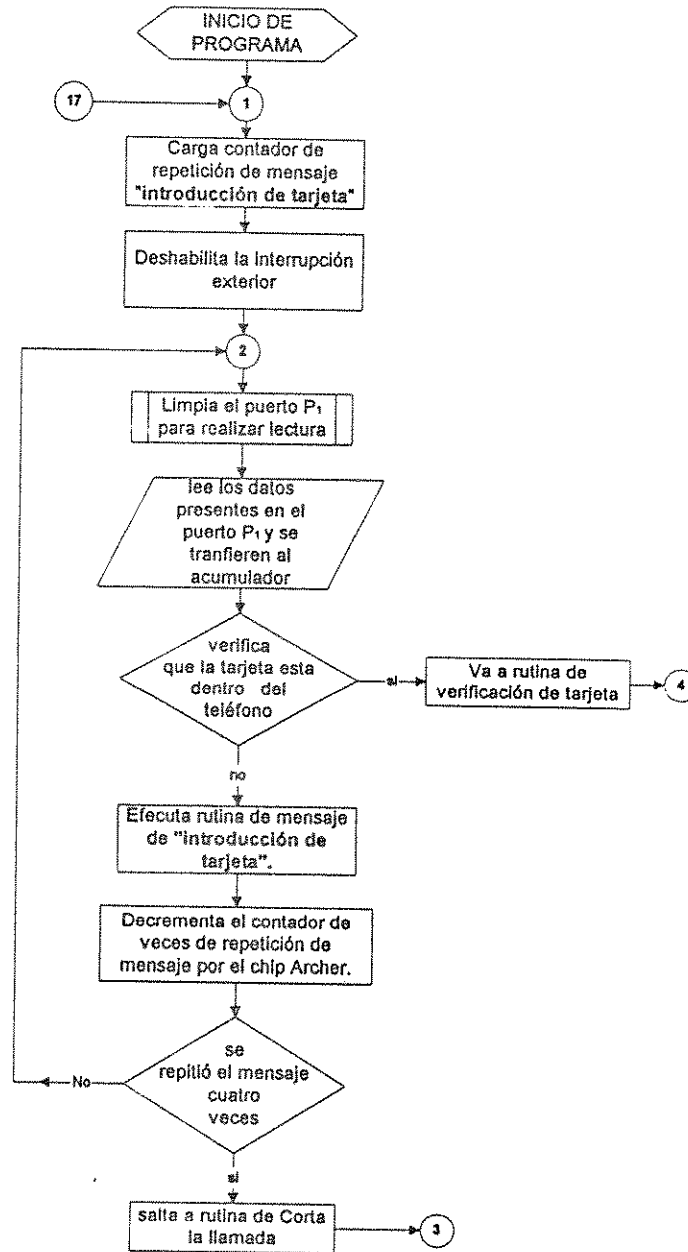 INICIO DE
PROGRAMA
17
1
Carga contador de
repetición de mensaje
"introducción de tarjeta"
Deshabilita la interrupción
exterior
2
Limpia el puerto P1
para realizar lectura
lee los datos
presentes en el
puerto P1 y se
tranfieren al
acumulador
verifica
que la tarjeta esta
dentro del
teléfono
si
Va a rutina de
verificación de tarjeta
4
no
Efecuta rutina de mensaje
de "introducción de
tarjeta".
Decrementa el contador de
veces de repetición de
mensaje por el chip Archer.
se
repitió el mensaje
cuatro
veces
No
si
salta a rutina de Corta
la llamada
3